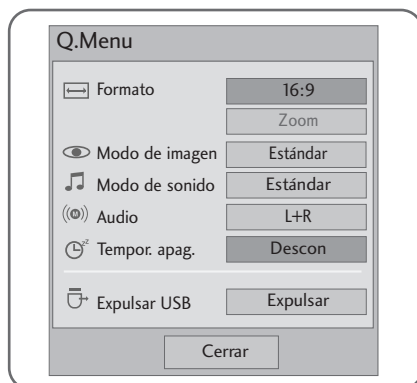 Q.Menu
Formato 16:9
Zoom
Modo de imagen Estándar
Modo de sonido Estándar
Audio L+R
Tempor. apag. Descon
Expulsar USB Expulsar
Cerrar